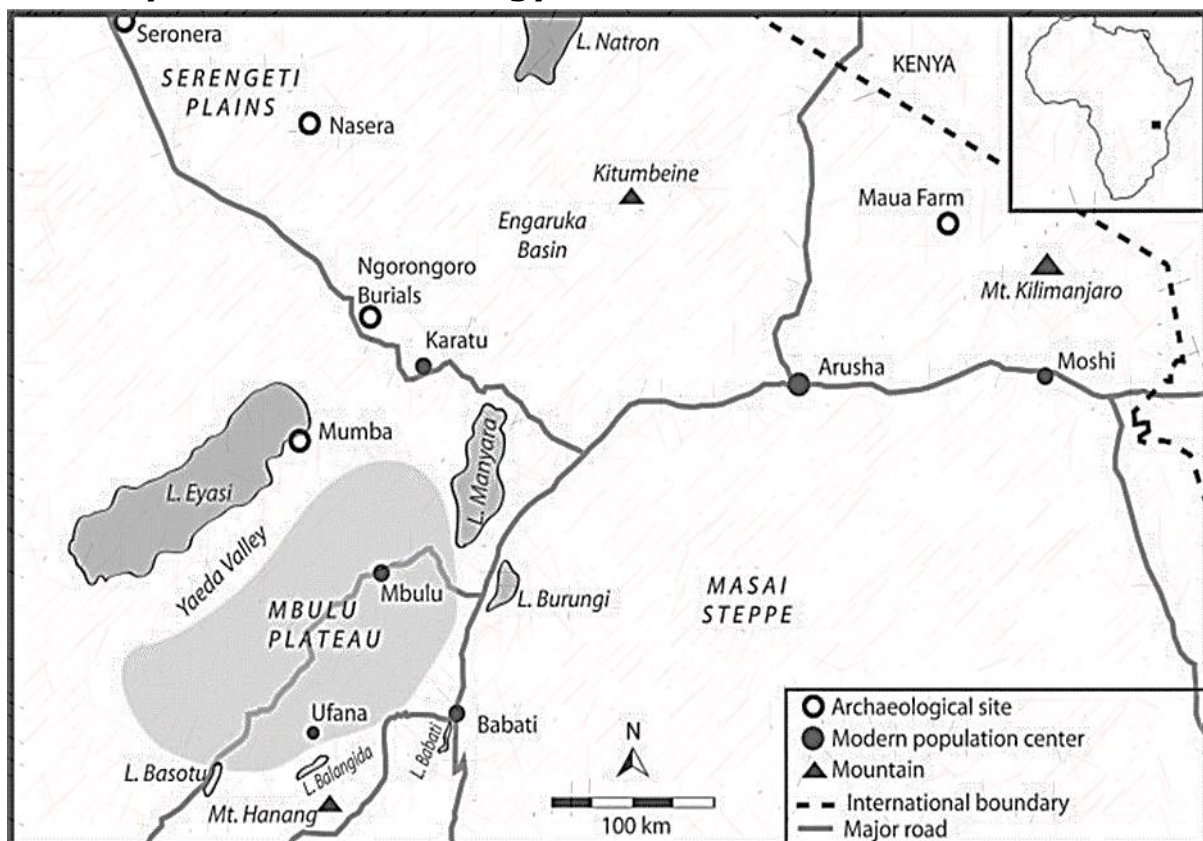 Seronera
SERENGETI
PLAINS
Nasera
L. Natron
KENYA
Kitumbeine
Engaruka
Basin
Maua Farm
Mt. Kilimanjaro
Ngorongoro
Burials
Karatu
Arusha
Moshi
Mumba
L. Eyasi
L. Manyara
Yaeda Valley
Mbulu
MBULU
PLATEAU
L. Burungi
MASAI
STEPPE
Ufana
Babati
L. Babati
L. Balangida
L. Basotu
Mt. Hanang
N
100 km
Archaeological site
Modern population center
Mountain
International boundary
Major road